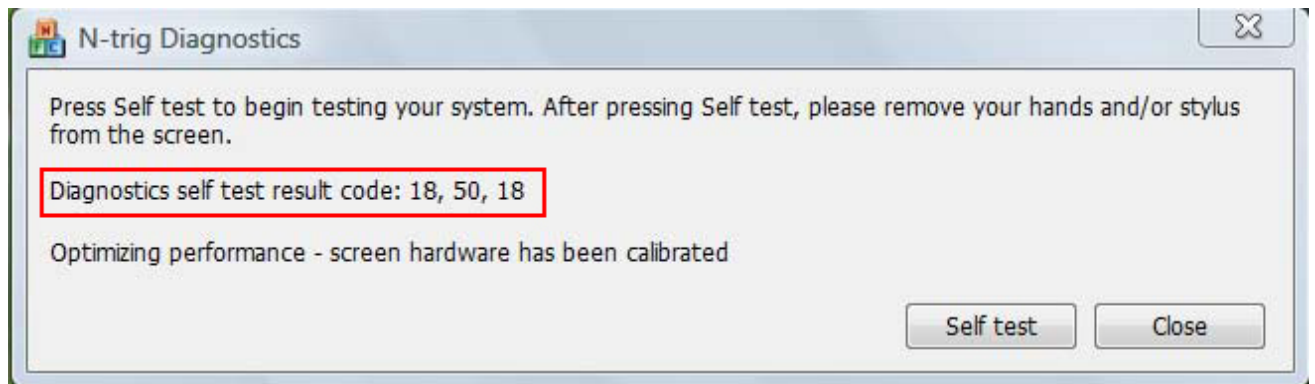 N-trig Diagnostics
Press Self test to begin testing your system. After pressing Self test, please remove your hands and/or stylus
from the screen.
Diagnostics self test result code: 18, 50, 18
Optimizing performance - screen hardware has been calibrated
Self test Close